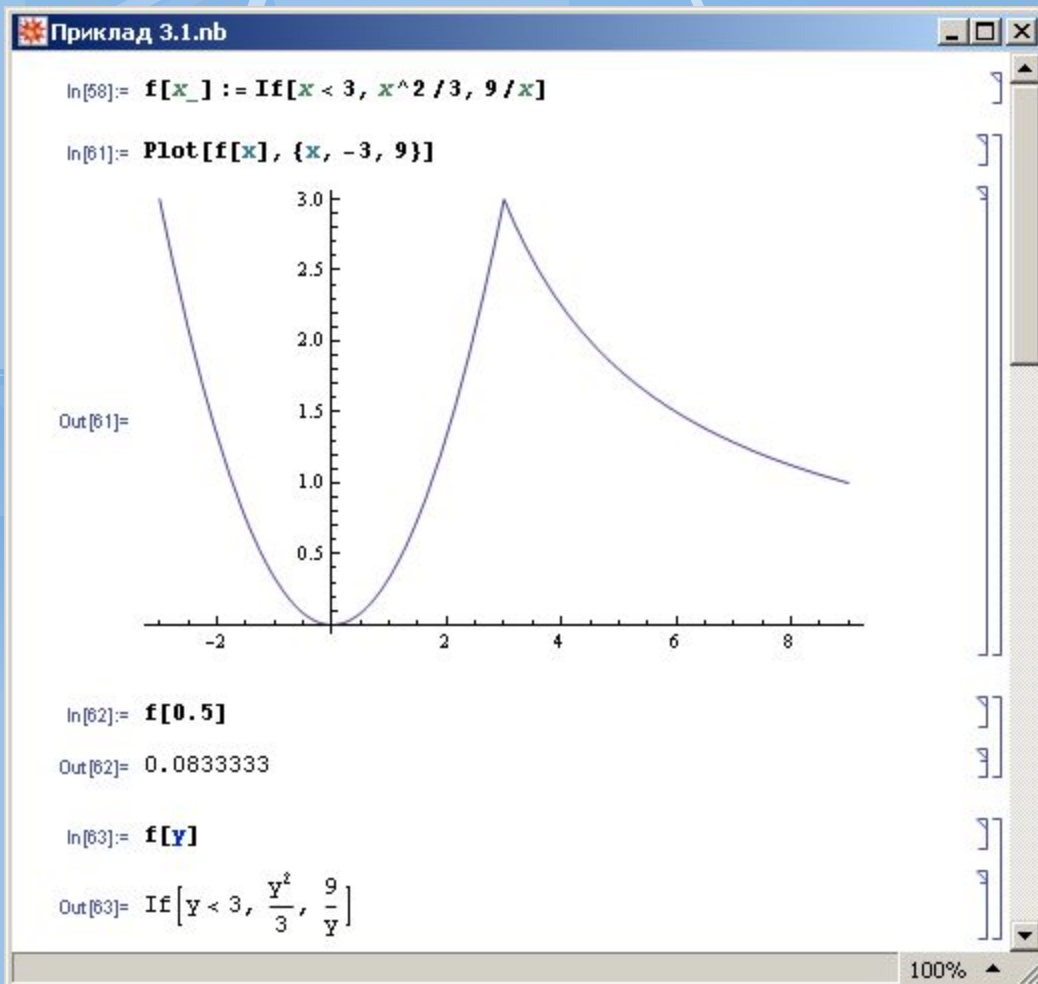 Приклад 3.1.nb
In[58]:= f[x_] := If[x < 3, x^2/3, 9/x]
In[61]:= Plot[f[x], {x, -3, 9}]
3.0
2.5
2.0
1.5
1.0
0.5
Out[61]=
-2 2 4 6 8
In[62]:= f[0.5]
Out[62]= 0.0833333
In[63]:= f[y]
Out[63]= If[y < 3, y²/3, 9/y]
100%